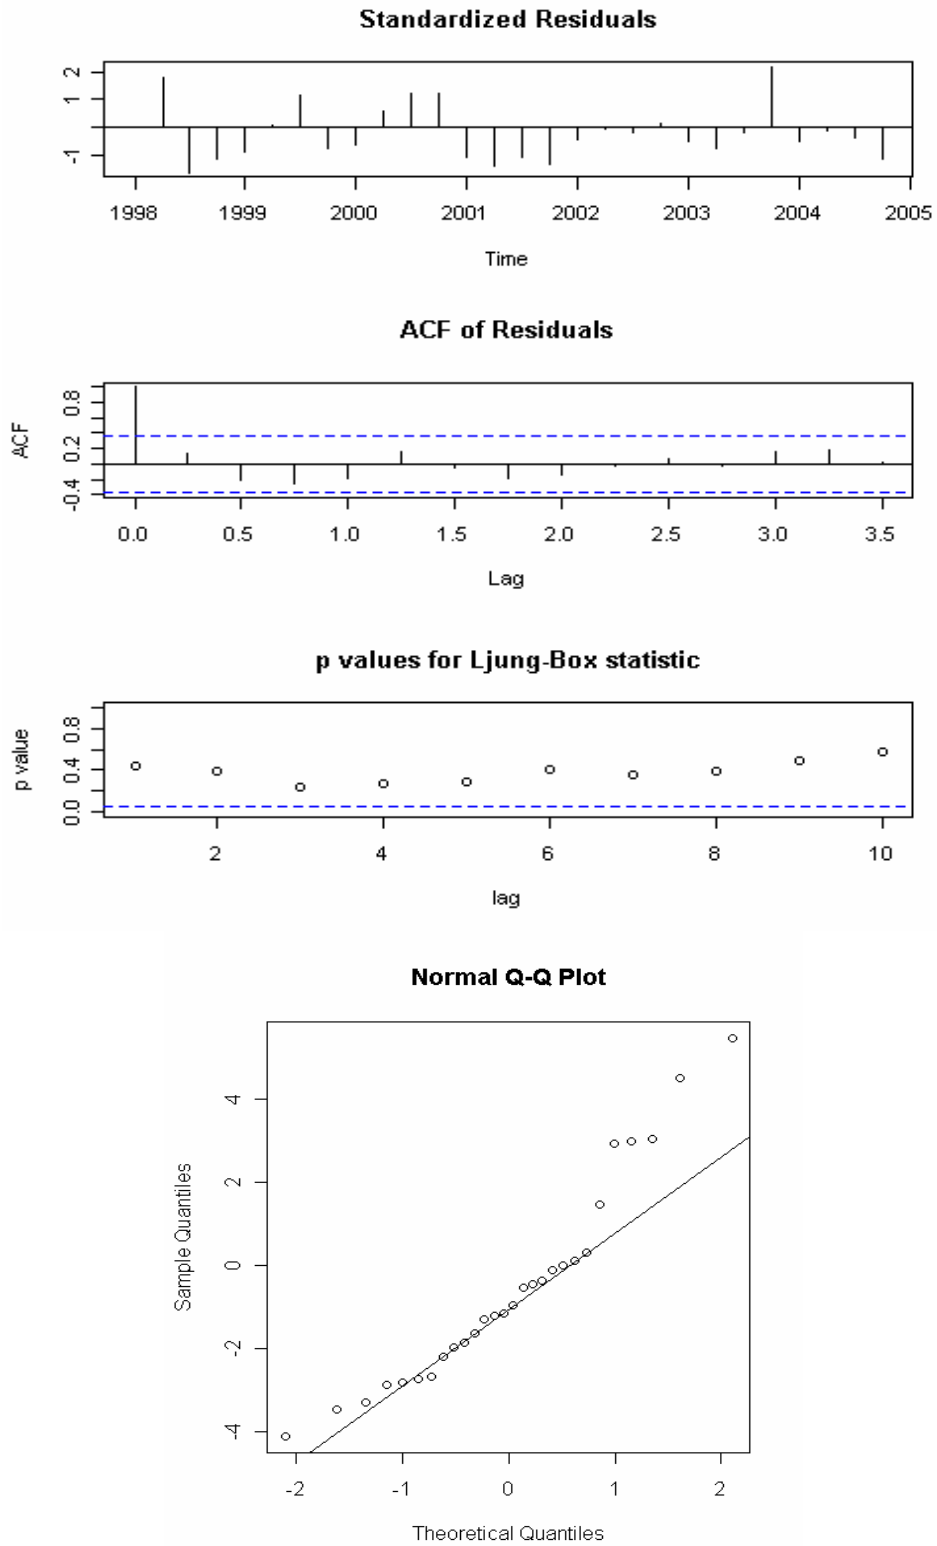 Standardized Residuals
2
1
-1
1998 1999 2000 2001 2002 2003 2004 2005
Time
ACF of Residuals
ACF
0.8
0.2
-0.4
0.0 0.5 1.0 1.5 2.0 2.5 3.0 3.5
Lag
p values for Ljung-Box statistic
p value
0.8
0.4
0.0
2 4 6 8 10
lag
Normal Q-Q Plot
Sample Quantiles
4
2
0
-2
-4
-2 -1 0 1 2
Theoretical Quantiles